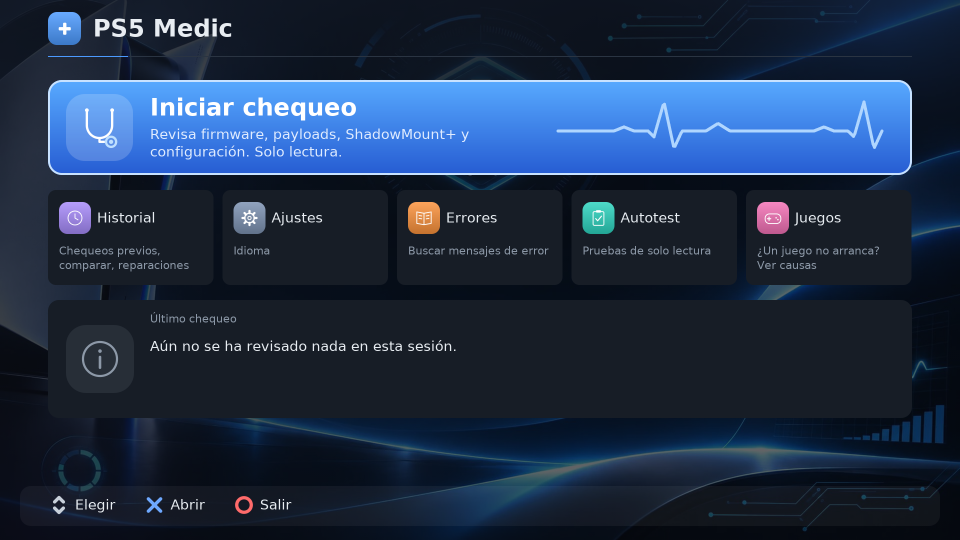 PS5 Medic
Iniciar chequeo
Revisa firmware, payloads, ShadowMount+ y
configuración. Solo lectura.
Historial
Chequeos previos,
comparar, reparaciones
Ajustes
Idioma
Errores
Buscar mensajes de error
Autotest
Pruebas de solo lectura
Juegos
¿Un juego no arranca?
Ver causas
Último chequeo
Aún no se ha revisado nada en esta sesión.
Elegir
Abrir
Salir